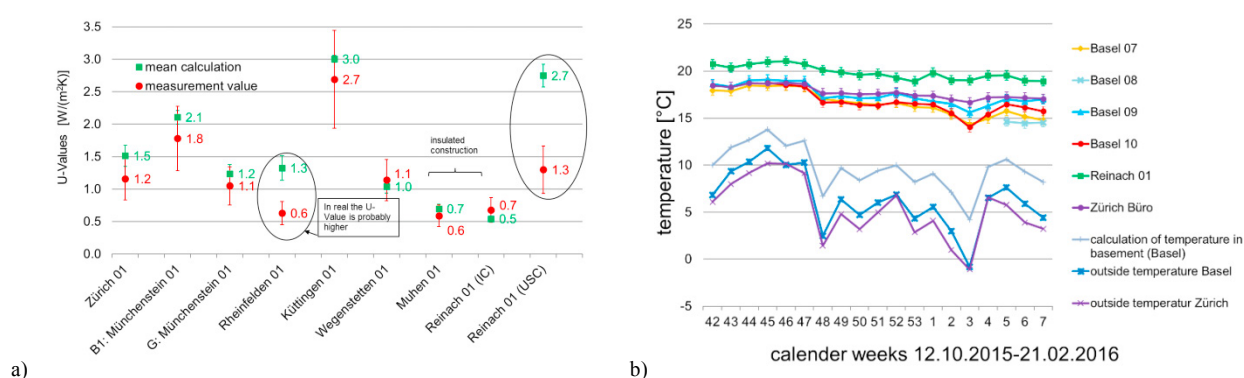 U-Values [W/(m²K)]
3.5
3.0
2.5
2.0
1.5
1.0
0.5
0.0
mean calculation
measurement value
1.5
1.2
2.1
1.8
1.2
1.1
1.3
0.6
3.0
2.7
1.1
1.0
0.7
0.6
0.7
0.5
2.7
1.3
insulated
construction
In real the U-
Value is probably
higher
Zürich 01
B1: Münchenstein 01
G: Münchenstein 01
Rheinfelden 01
Küttingen 01
Wegenstetten 01
Muhen 01
Reinach 01 (IC)
Reinach 01 (USC)
a)
temperature [°C]
25
20
15
10
5
0
-5
42 43 44 45 46 47 48 49 50 51 52 53 1 2 3 4 5 6 7
calender weeks 12.10.2015-21.02.2016
Basel 07
Basel 08
Basel 09
Basel 10
Reinach 01
Zürich Büro
calculation of temperature in
basement (Basel)
outside temperature Basel
outside temperatur Zürich
b)